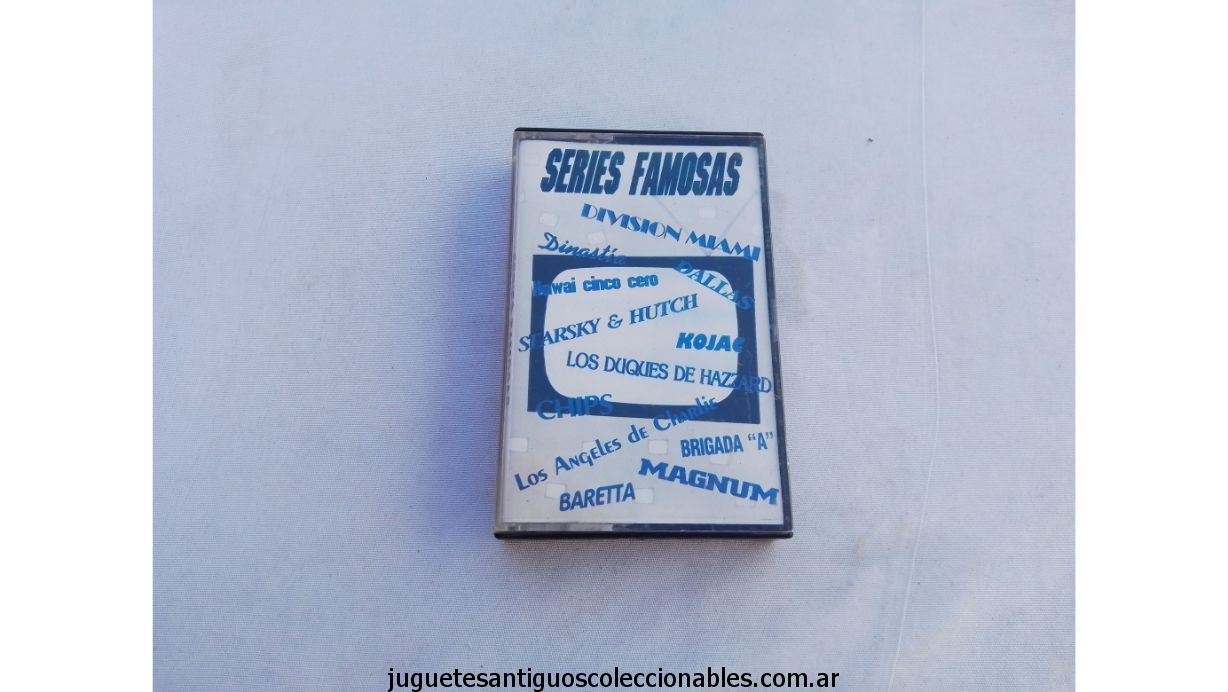 SERIES FAMOSAS
DIVISION MIAMI
Dinastía
DALLAS
Hawai cinco cero
STARSKY & HUTCH
KOJAC
LOS DUQUES DE HAZZARD
CHIPS
Los Angeles de Charlie
BRIGADA "A"
MAGNUM
BARETTA
juguetesantiguoscoleccionables.com.ar